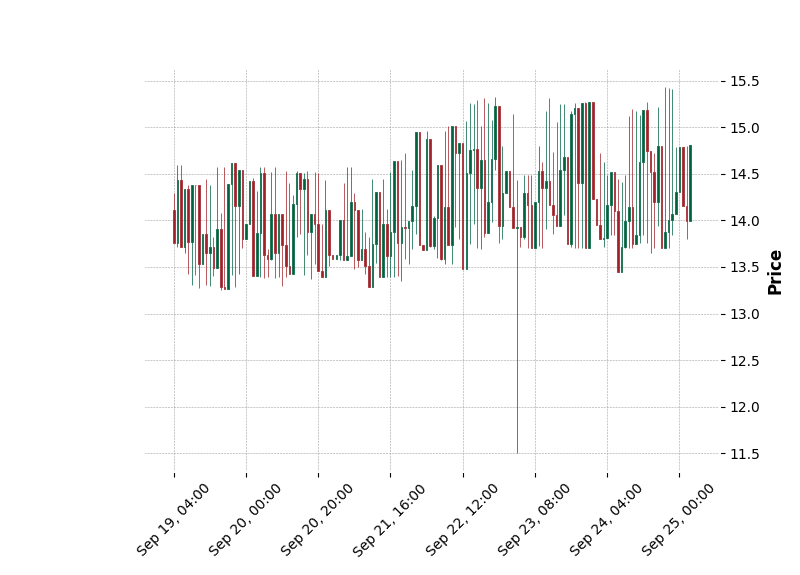 15.5
15.0
14.5
14.0
13.5
13.0
12.5
12.0
11.5
Price
Sep 19, 04:00
Sep 20, 00:00
Sep 20, 20:00
Sep 21, 16:00
Sep 22, 12:00
Sep 23, 08:00
Sep 24, 04:00
Sep 25, 00:00